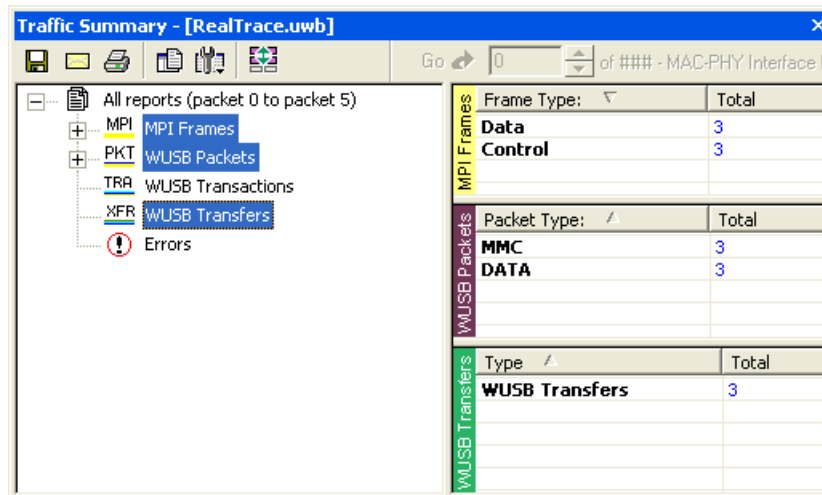 Traffic Summary - [RealTrace.uwb]
Go 0 of ### - MAC-PHY Interface
All reports (packet 0 to packet 5)
MPI MPI Frames
PKT WUSB Packets
TRA WUSB Transactions
XFR WUSB Transfers
Errors
MPI Frames
Frame Type: Total
Data 3
Control 3
WUSB Packets
Packet Type: Total
MMC 3
DATA 3
WUSB Transfers
Type Total
WUSB Transfers 3